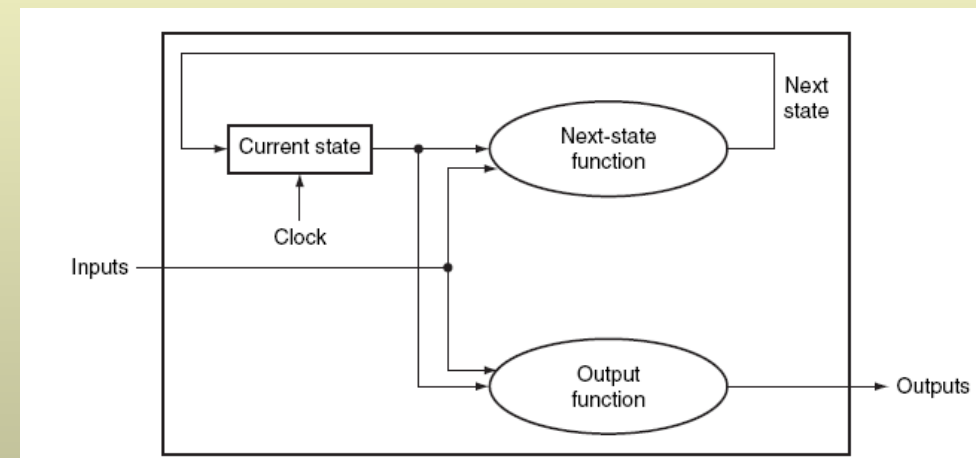 Next
state
Current state
Next-state
function
Clock
Inputs
Output
function
Outputs